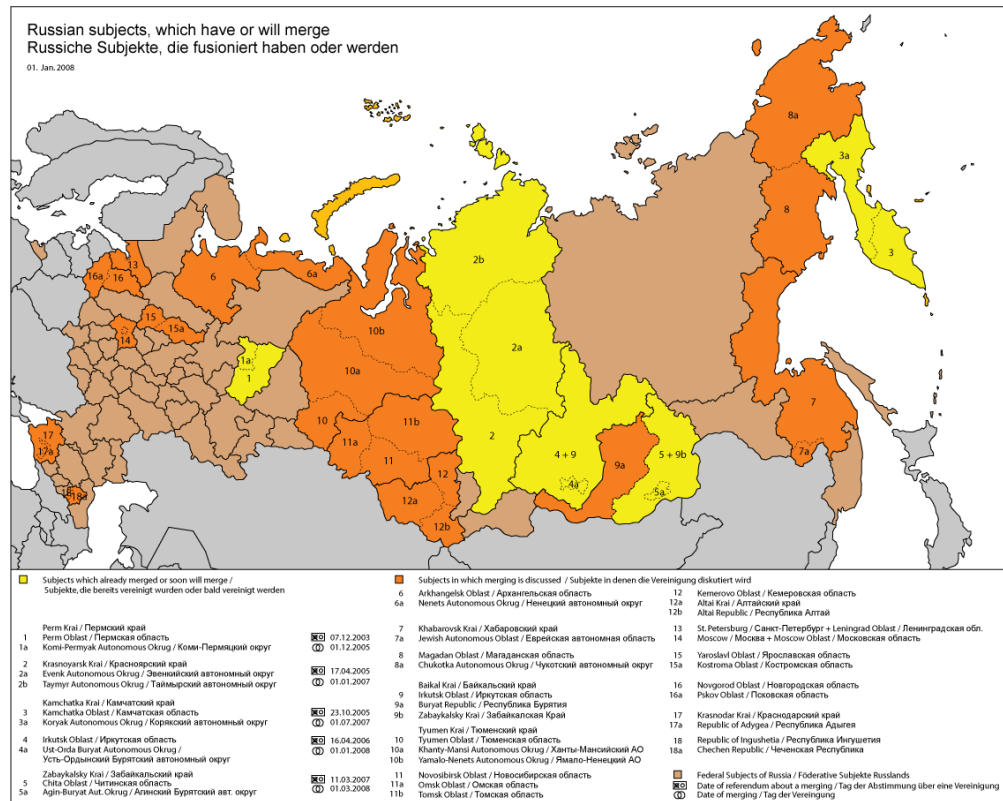 Russian subjects, which have or will merge
Russiche Subjekte, die fusioniert haben oder werden
01. Jan. 2008
8a
3a
8
3
2b
13
16a
16
6
6a
10b
15
15a
14
2a
1a
1
10a
10
11b
7
17
17a
11a
11
2
4 + 9
9a
5 + 9b
7a
12
4a
5a
18
18a
12a
12b
Subjects which already merged or soon will merge /
Subjekte, die bereits vereinigt wurden oder bald vereinigt werden
Perm Krai / Пермский край
1 Perm Oblast / Пермская область 07.12.2003
1a Komi-Permyak Autonomous Okrug / Коми-Пермяцкий округ 01.12.2005
Krasnoyarsk Krai / Красноярский край
2
2a Evenk Autonomous Okrug / Эвенкийский автономный округ 17.04.2005
2b Taymyr Autonomous Okrug / Таймырский автономный округ 01.01.2007
Kamchatka Krai / Камчатский край
3 Kamchatka Oblast / Камчатская область 23.10.2005
3a Koryak Autonomous Okrug / Корякский автономный округ 01.07.2007
4 Irkutsk Oblast / Иркутская область 16.04.2006
4a Ust-Orda Buryat Autonomous Okrug / 01.01.2008
Усть-Ордынский Бурятский автономный округ
Zabaykalsky Krai / Забайкальский край
5 Chita Oblast / Читинская область 11.03.2007
5a Agin-Buryat Aut. Okrug / Агинский Бурятский авт. округ 01.03.2008
Subjects in which merging is discussed / Subjekte in denen die Vereinigung diskutiert wird
6 Arkhangelsk Oblast / Архангельская область
6a Nenets Autonomous Okrug / Ненецкий автономный округ
7 Khabarovsk Krai / Хабаровский край
7a Jewish Autonomous Oblast / Еврейская автономная область
8 Magadan Oblast / Магаданская область
8a Chukotka Autonomous Okrug / Чукотский автономный округ
Baikal Krai / Байкальский край
9 Irkutsk Oblast / Иркутская область
9a Buryat Republic / Республика Бурятия
9b Zabaykalsky Krai / Забайкалская Край
Tyumen Krai / Тюменский край
10 Tyumen Oblast / Тюменская область
10a Khanty-Mansi Autonomous Okrug / Ханты-Мансийский АО
10b Yamalo-Nenets Autonomous Okrug / Ямало-Ненецкий АО
11 Novosibirsk Oblast / Новосибирская область
11a Omsk Oblast / Омская область
11b Tomsk Oblast / Томская область
12 Kemerovo Oblast / Кемеровская область
12a Altai Krai / Алтайский край
12b Altai Republic / Республика Алтай
13 St. Petersburg / Санкт-Петербург + Leningrad Oblast / Ленинградская обл.
14 Moscow / Москва + Moscow Oblast / Московская область
15 Yaroslavl Oblast / Ярославская область
15a Kostroma Oblast / Костромская область
16 Novgorod Oblast / Новгородская область
16a Pskov Oblast / Псковская область
17 Krasnodar Krai / Краснодарский край
17a Republic of Adygea / Республика Адыгея
18 Republic of Ingushetia / Республика Ингушетия
18a Chechen Republic / Чеченская Республика
Federal Subjects of Russia / Föderative Subjekte Russlands
Date of referendum about a merging / Tag der Abstimmung über eine Vereinigung
Date of merging / Tag der Vereinigung